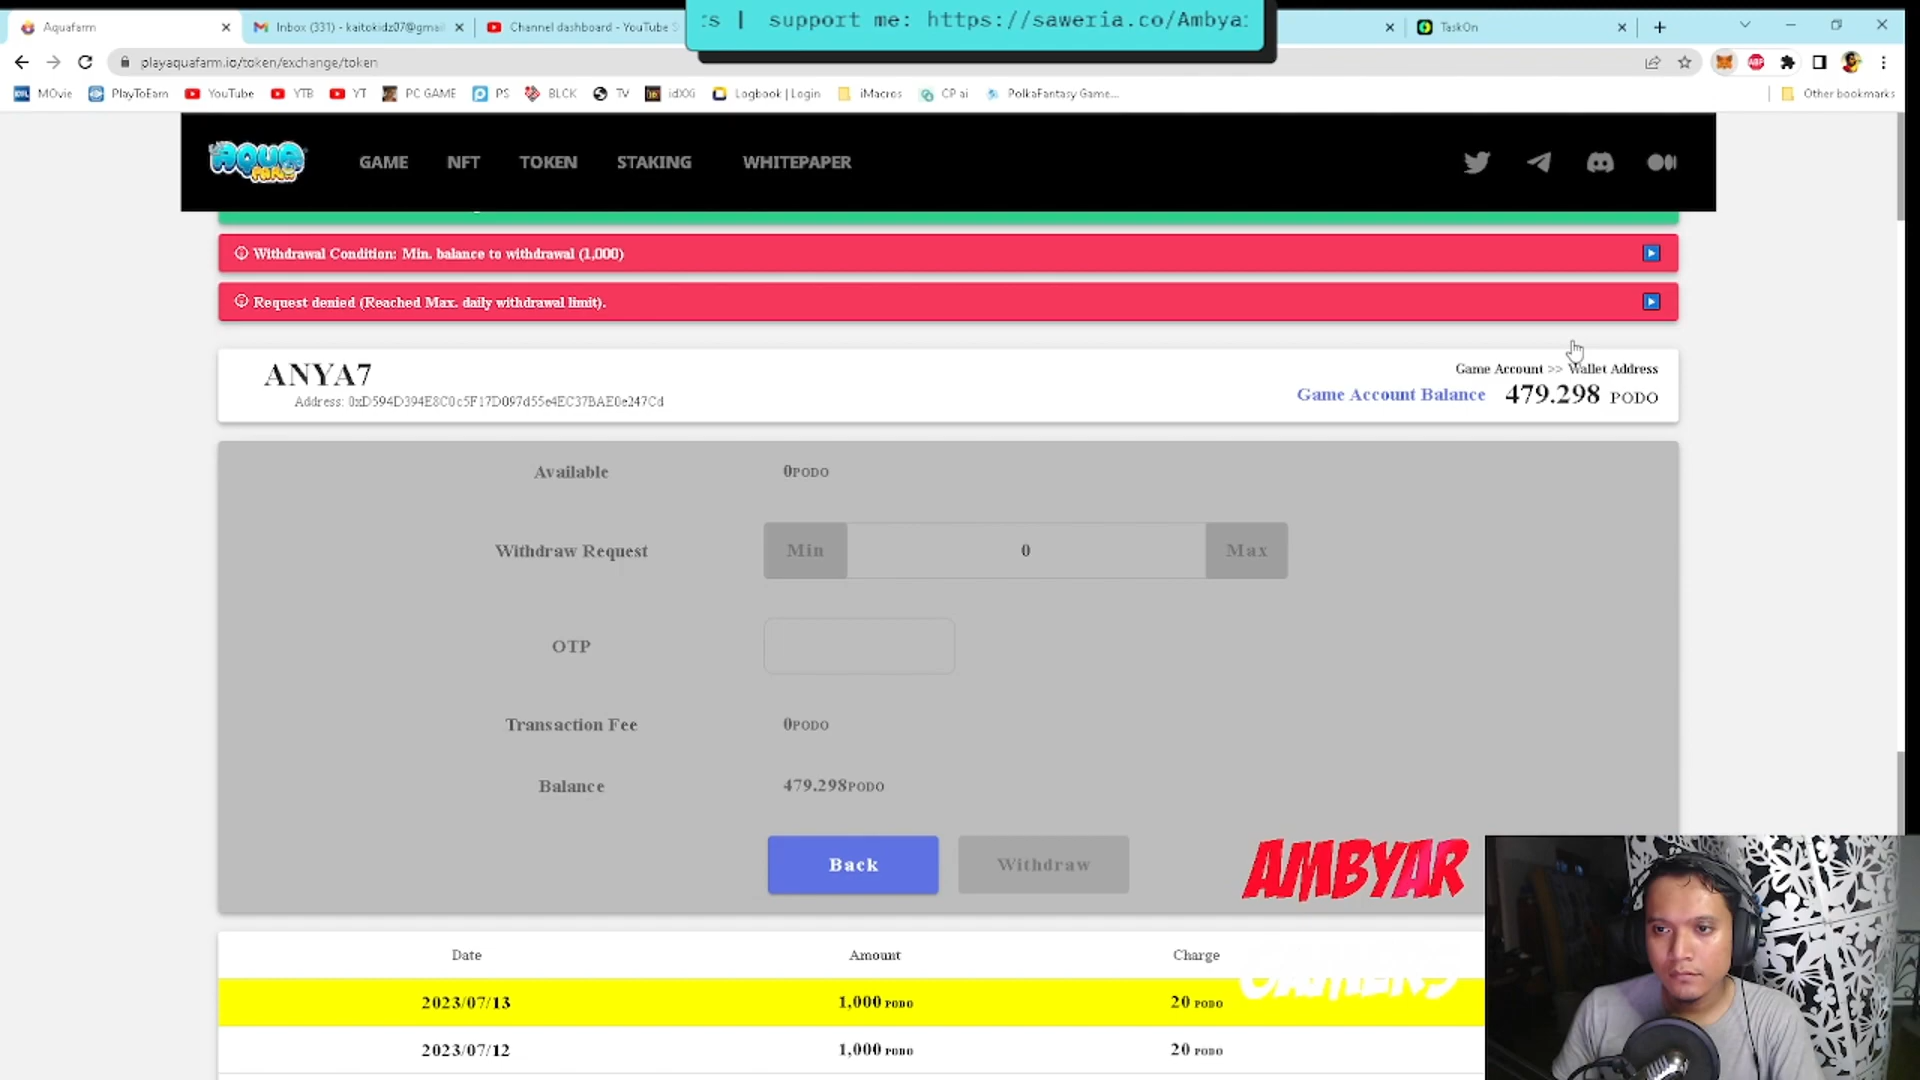 Aquafarm
Inbox (331) - kaitokidz07@gmail
Channel dashboard - YouTube S
support me: https://saweria.co/Ambya
TaskOn
playaquafarm.io/token/exchange/token
MOvie
PlayToEarn
YouTube
YTB
YT
PC GAME
PS
BLCK
TV
idXXi
Logbook | Login
iMacros
CP ai
PolkaFantasy Game...
Other bookmarks
AQUA FARM
GAME
NFT
TOKEN
STAKING
WHITEPAPER
Withdrawal Condition: Min. balance to withdrawal (1,000)
Request denied (Reached Max. daily withdrawal limit).
ANYA7
Address: 0xD594D394E8C0c5F17D097d55e4EC37BAE0e247Cd
Game Account >> Wallet Address
Game Account Balance 479.298 PODO
Available 0PODO
Withdraw Request Min 0 Max
OTP
Transaction Fee 0PODO
Balance 479.298PODO
Back
Withdraw
AMBYAR
GAMERS
Date Amount Charge
2023/07/13 1,000 PODO 20 PODO
2023/07/12 1,000 PODO 20 PODO